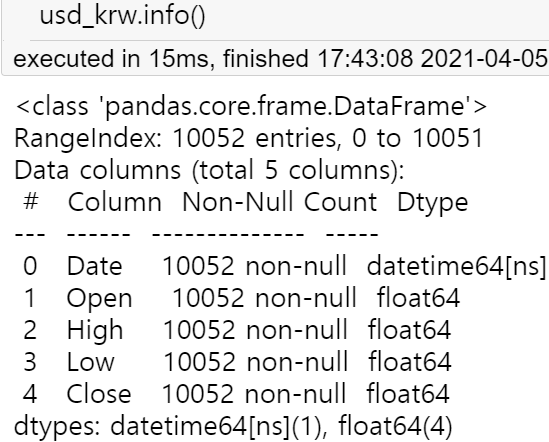 usd_krw.info()
executed in 15ms, finished 17:43:08 2021-04-05
<class 'pandas.core.frame.DataFrame'>
RangeIndex: 10052 entries, 0 to 10051
Data columns (total 5 columns):
# Column Non-Null Count Dtype
--- ------ -------------- -----
0 Date 10052 non-null datetime64[ns]
1 Open 10052 non-null float64
2 High 10052 non-null float64
3 Low 10052 non-null float64
4 Close 10052 non-null float64
dtypes: datetime64[ns](1), float64(4)